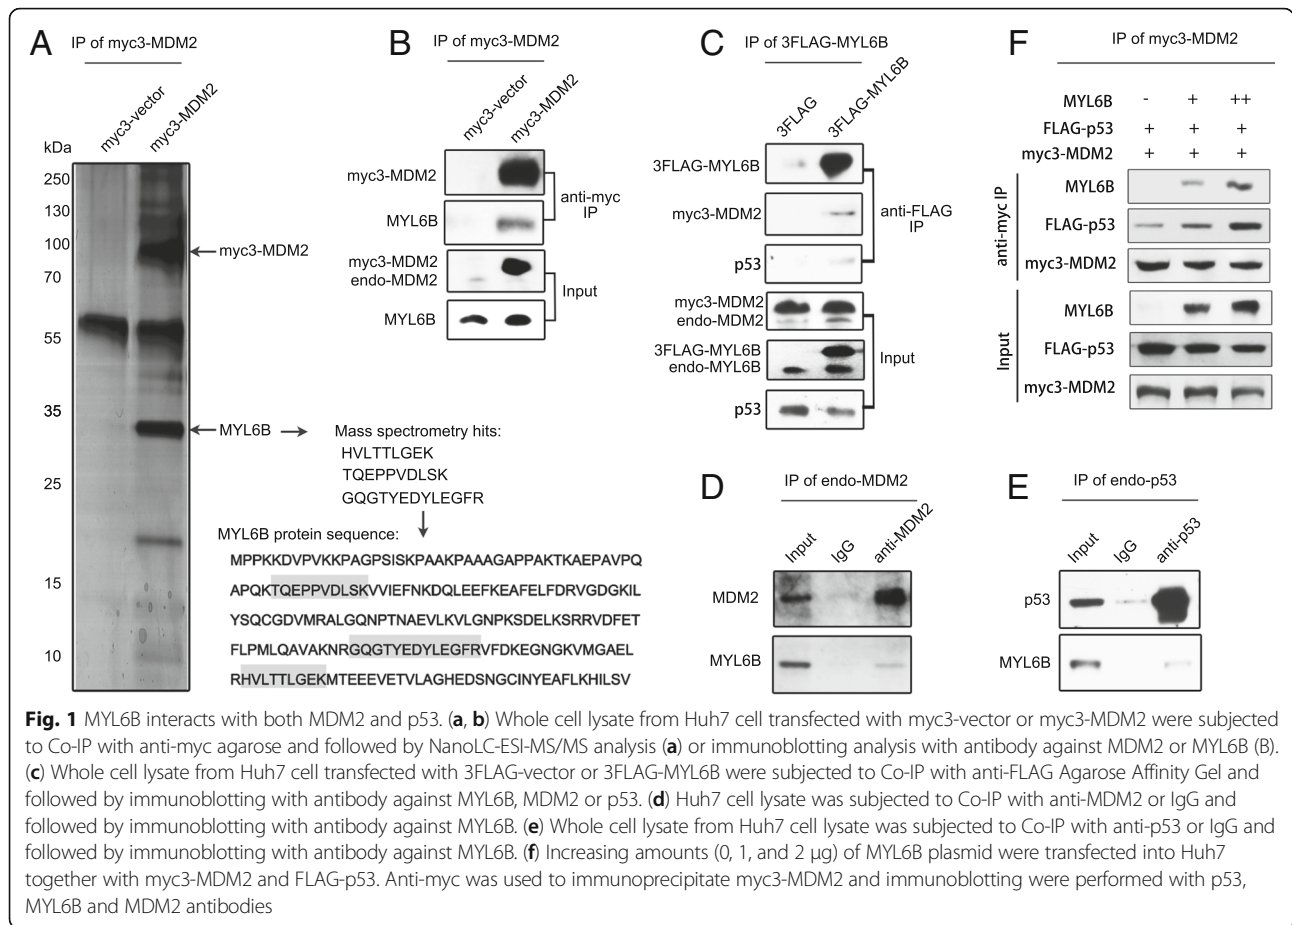 A
IP of myc3-MDM2
myc3-vector
myc3-MDM2
kDa
250
130
100
70
55
35
25
15
10
myc3-MDM2
MYL6B
Mass spectrometry hits:
HVLTTLGEK
TQEPPVDLSK
GQGTYEDYLEGFR
MYL6B protein sequence:
MPPKKDVPVKKPAGPSISKPAAKPAAAGAPPAKTKAEPAVPQ
APQKTQEPPVDLSKVVIEFNKDQLEEFKEAFELFDRVGDGKIL
YSQCGDVMRALGQNPTNAEVLKVLGNPKSDELKSRRVDFET
FLPMLQAVAKNRGQGTYEDYLEGFRVFDKEGNGKVMGAEL
RHVLTTLGEKMTEEEVETVLAGHEDSNGCINYEAFLKHILSV
B
IP of myc3-MDM2
myc3-vector
myc3-MDM2
myc3-MDM2
MYL6B
anti-myc
IP
myc3-MDM2
endo-MDM2
MYL6B
Input
C
IP of 3FLAG-MYL6B
3FLAG
3FLAG-MYL6B
3FLAG-MYL6B
myc3-MDM2
p53
anti-FLAG
IP
myc3-MDM2
endo-MDM2
3FLAG-MYL6B
endo-MYL6B
p53
Input
F
IP of myc3-MDM2
MYL6B - + ++
FLAG-p53 + + +
myc3-MDM2 + + +
anti-myc IP
MYL6B
FLAG-p53
myc3-MDM2
Input
MYL6B
FLAG-p53
myc3-MDM2
D
IP of endo-MDM2
Input
IgG
anti-MDM2
MDM2
MYL6B
E
IP of endo-p53
Input
IgG
anti-p53
p53
MYL6B
Fig. 1 MYL6B interacts with both MDM2 and p53. (a, b) Whole cell lysate from Huh7 cell transfected with myc3-vector or myc3-MDM2 were subjected
to Co-IP with anti-myc agarose and followed by NanoLC-ESI-MS/MS analysis (a) or immunoblotting analysis with antibody against MDM2 or MYL6B (B).
(c) Whole cell lysate from Huh7 cell transfected with 3FLAG-vector or 3FLAG-MYL6B were subjected to Co-IP with anti-FLAG Agarose Affinity Gel and
followed by immunoblotting with antibody against MYL6B, MDM2 or p53. (d) Huh7 cell lysate was subjected to Co-IP with anti-MDM2 or IgG and
followed by immunoblotting with antibody against MYL6B. (e) Whole cell lysate from Huh7 cell lysate was subjected to Co-IP with anti-p53 or IgG and
followed by immunoblotting with antibody against MYL6B. (f) Increasing amounts (0, 1, and 2 μg) of MYL6B plasmid were transfected into Huh7
together with myc3-MDM2 and FLAG-p53. Anti-myc was used to immunoprecipitate myc3-MDM2 and immunoblotting were performed with p53,
MYL6B and MDM2 antibodies